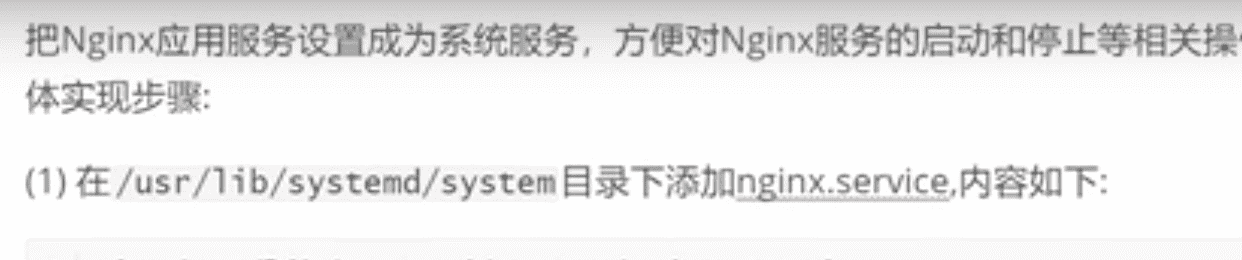 把Nginx应用服务设置成为系统服务，方便对Nginx服务的启动和停止等相关操
体实现步骤:
(1) 在/usr/lib/systemd/system目录下添加nginx.service,内容如下: